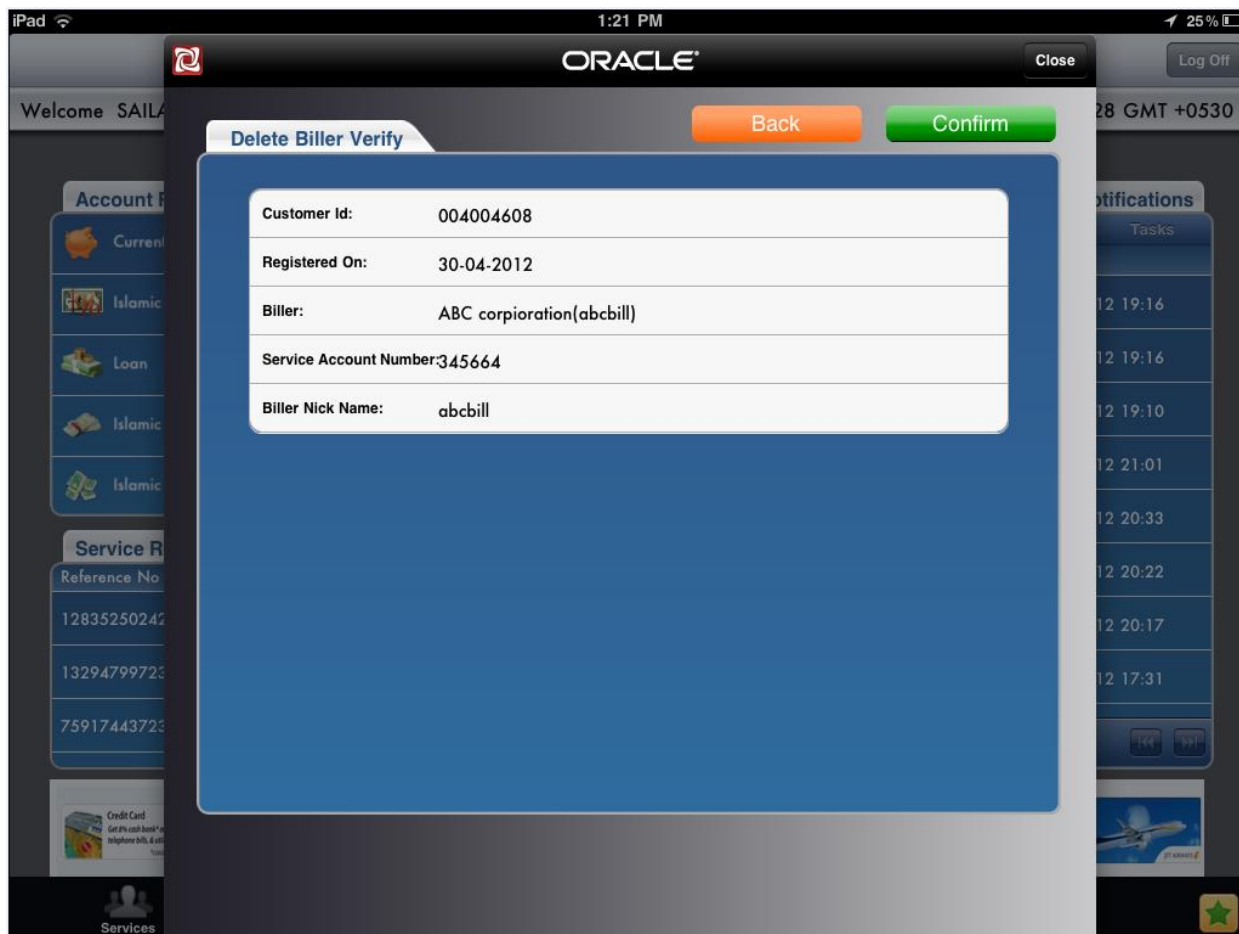 iPad 1:21 PM 25%
ORACLE Close
Log Off
Welcome SAILA 28 GMT +0530
Back Confirm
Delete Biller Verify
Customer Id: 004004608
Registered On: 30-04-2012
Biller: ABC corpioration(abcbill)
Service Account Number:345664
Biller Nick Name: abcbill
Account
Current
Islamic
Loan
Islamic
Islamic
Service R
Reference No
12835250242
13294799723
75917443723
Credit Card
Services
otifications
Tasks
12 19:16
12 19:16
12 19:10
12 21:01
12 20:33
12 20:22
12 20:17
12 17:31
JET AIRWAYS